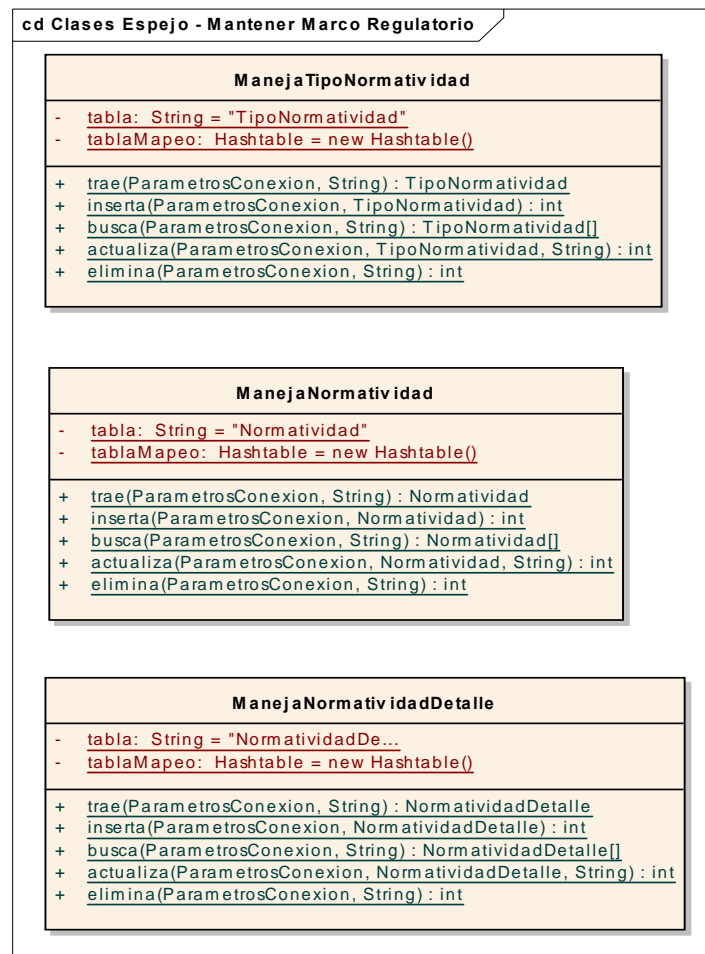 cd Clases Espejo - Mantener Marco Regulatorio
ManejaTipoNormatividad
- tabla: String = "TipoNormatividad"
- tablaMapeo: Hashtable = new Hashtable()
+ trae(ParametrosConexion, String) : TipoNormatividad
+ inserta(ParametrosConexion, TipoNormatividad) : int
+ busca(ParametrosConexion, String) : TipoNormatividad[]
+ actualiza(ParametrosConexion, TipoNormatividad, String) : int
+ elimina(ParametrosConexion, String) : int
ManejaNormatividad
- tabla: String = "Normatividad"
- tablaMapeo: Hashtable = new Hashtable()
+ trae(ParametrosConexion, String) : Normatividad
+ inserta(ParametrosConexion, Normatividad) : int
+ busca(ParametrosConexion, String) : Normatividad[]
+ actualiza(ParametrosConexion, Normatividad, String) : int
+ elimina(ParametrosConexion, String) : int
ManejaNormatividadDetalle
- tabla: String = "NormatividadDe...
- tablaMapeo: Hashtable = new Hashtable()
+ trae(ParametrosConexion, String) : NormatividadDetalle
+ inserta(ParametrosConexion, NormatividadDetalle) : int
+ busca(ParametrosConexion, String) : NormatividadDetalle[]
+ actualiza(ParametrosConexion, NormatividadDetalle, String) : int
+ elimina(ParametrosConexion, String) : int